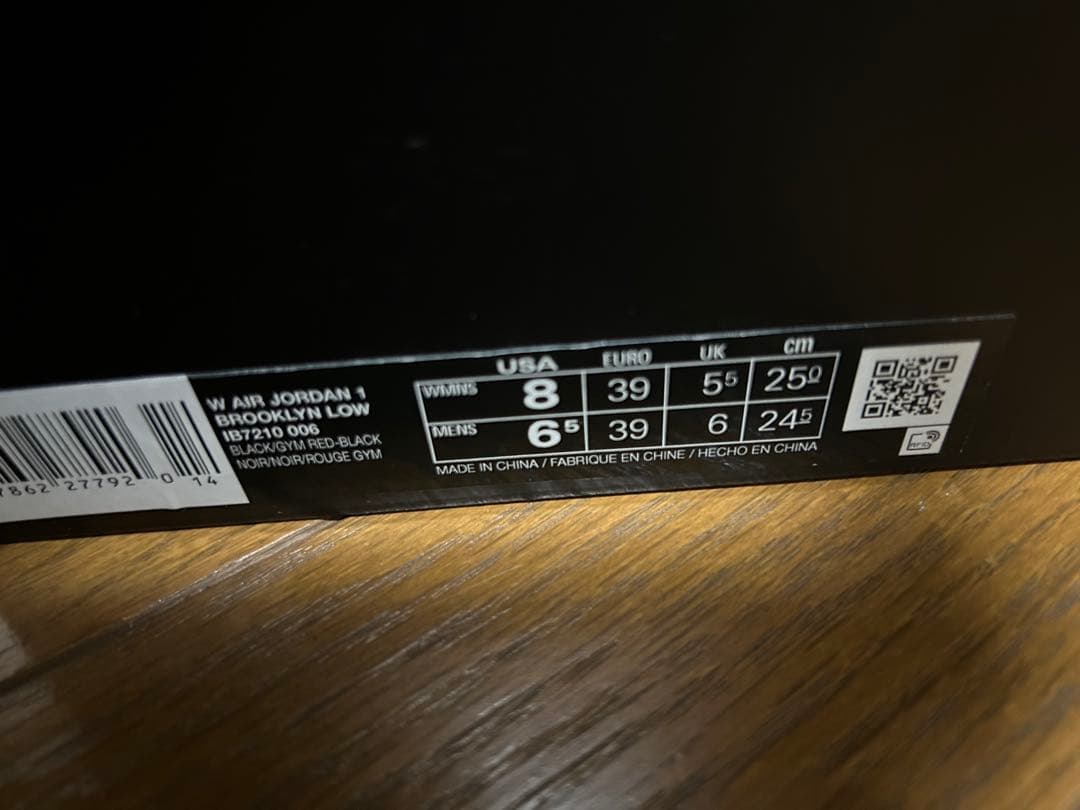 W AIR JORDAN 1
BROOKLYN LOW
IB7210 006
BLACK/GYM RED-BLACK
NOIR/NOIR/ROUGE GYM
7862 27792 0 14
USA EURO UK cm
WMNS 8 39 5⁵ 25⁰
MENS 6⁵ 39 6 24⁵
MADE IN CHINA / FABRIQUE EN CHINE / HECHO EN CHINA